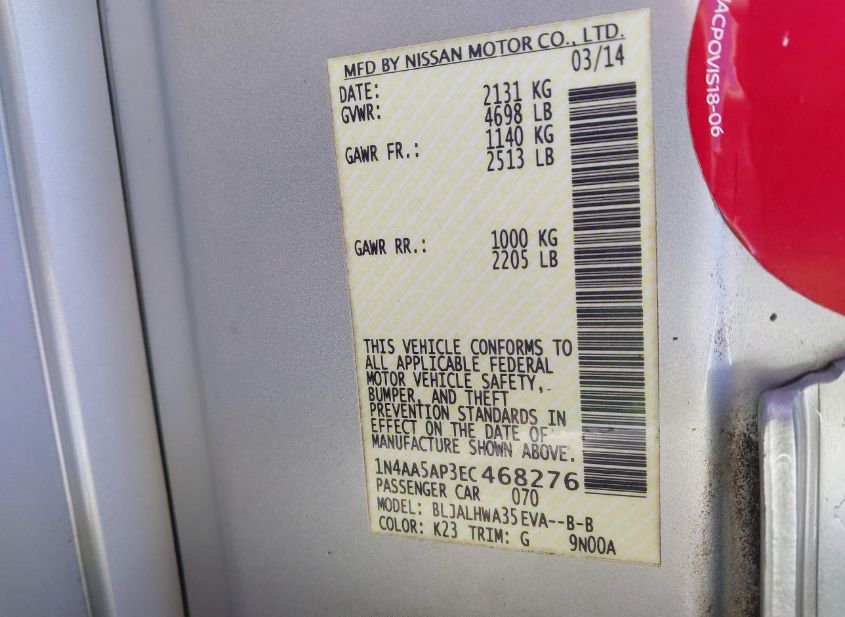 MFD BY NISSAN MOTOR CO., LTD.
DATE: 03/14
GVWR: 2131 KG
4698 LB
GAWR FR.: 1140 KG
2513 LB
GAWR RR.: 1000 KG
2205 LB
THIS VEHICLE CONFORMS TO
ALL APPLICABLE FEDERAL
MOTOR VEHICLE SAFETY,
BUMPER, AND THEFT
PREVENTION STANDARDS IN
EFFECT ON THE DATE OF
MANUFACTURE SHOWN ABOVE.
1N4AA5AP3EC468276
PASSENGER CAR 070
MODEL: BLJALHWA35EVA--B-B
COLOR: K23 TRIM: G 9N00A
ACPOVIS18-06